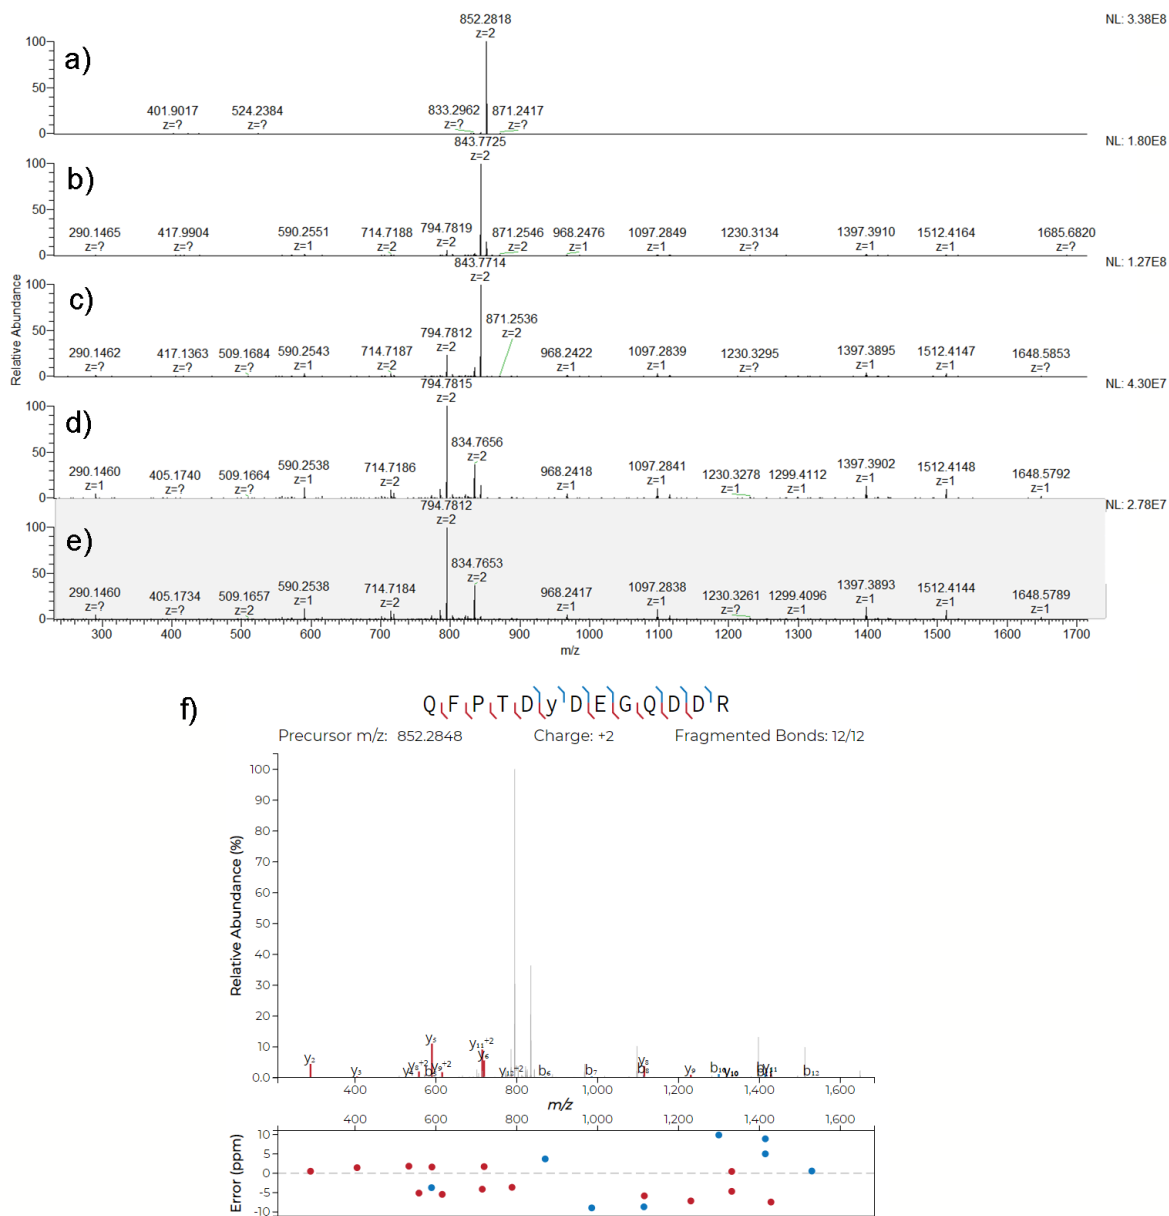 NL: 3.38E8
852.2818
z=2
a)
100
50
0
401.9017
z=?
524.2384
z=?
833.2962
z=?
871.2417
z=?
NL: 1.80E8
843.7725
z=2
b)
100
50
0
290.1465
z=?
417.9904
z=?
590.2551
z=1
714.7188
z=2
794.7819
z=2
871.2546
z=2
968.2476
z=1
1097.2849
z=1
1230.3134
z=?
1397.3910
z=1
1512.4164
z=1
1685.6820
z=?
NL: 1.27E8
843.7714
z=2
c)
100
50
0
290.1462
z=?
417.1363
z=?
509.1684
z=?
590.2543
z=1
714.7187
z=2
794.7812
z=2
871.2536
z=2
968.2422
z=1
1097.2839
z=1
1230.3295
z=?
1397.3895
z=1
1512.4147
z=1
1648.5853
z=?
Relative Abundance
NL: 4.30E7
794.7815
z=2
d)
100
50
0
290.1460
z=1
405.1740
z=?
509.1664
z=?
590.2538
z=1
714.7186
z=2
834.7656
z=2
968.2418
z=1
1097.2841
z=1
1230.3278
z=1
1299.4112
z=1
1397.3902
z=1
1512.4148
z=1
1648.5792
z=1
NL: 2.78E7
794.7812
z=2
e)
100
50
0
290.1460
z=?
405.1734
z=?
509.1657
z=2
590.2538
z=1
714.7184
z=2
834.7653
z=2
968.2417
z=1
1097.2838
z=1
1230.3261
z=?
1299.4096
z=1
1397.3893
z=1
1512.4144
z=1
1648.5789
z=1
300 400 500 600 700 800 900 1000 1100 1200 1300 1400 1500 1600 1700
m/z
f)
Q F P T D y D E G Q D D R
Precursor m/z: 852.2848 Charge: +2 Fragmented Bonds: 12/12
100
90
80
70
60
50
40
30
20
10
0.0
Relative Abundance (%)
y₂
y₃
y₄
y₈⁺²
y₅
y₉⁺²
y₁₁⁺²
y₆
y₁₂⁺²
b₆
b₇
y₈
b₈
y₉
b₁₀
y₁₀
y₁₁
b₁₂
400 600 800 1,000 1,200 1,400 1,600
m/z
400 600 800 1,000 1,200 1,400 1,600
Error (ppm)
10
5
0
-5
-10